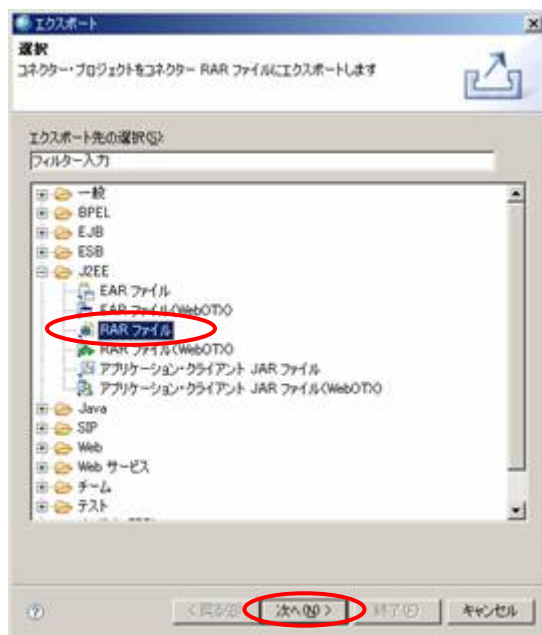 エクスポート
選択
コネクター・プロジェクトをコネクター RAR ファイルにエクスポートします
エクスポート先の選択(S):
フィルター入力
一般
BPEL
EJB
ESB
J2EE
EAR ファイル
EAR ファイル(WebOTX)
RAR ファイル
RAR ファイル(WebOTX)
アプリケーション・クライアント JAR ファイル
アプリケーション・クライアント JAR ファイル(WebOTX)
Java
SIP
Web
Web サービス
チーム
テスト
< 戻る(B) 次へ(N) > 終了(F) キャンセル